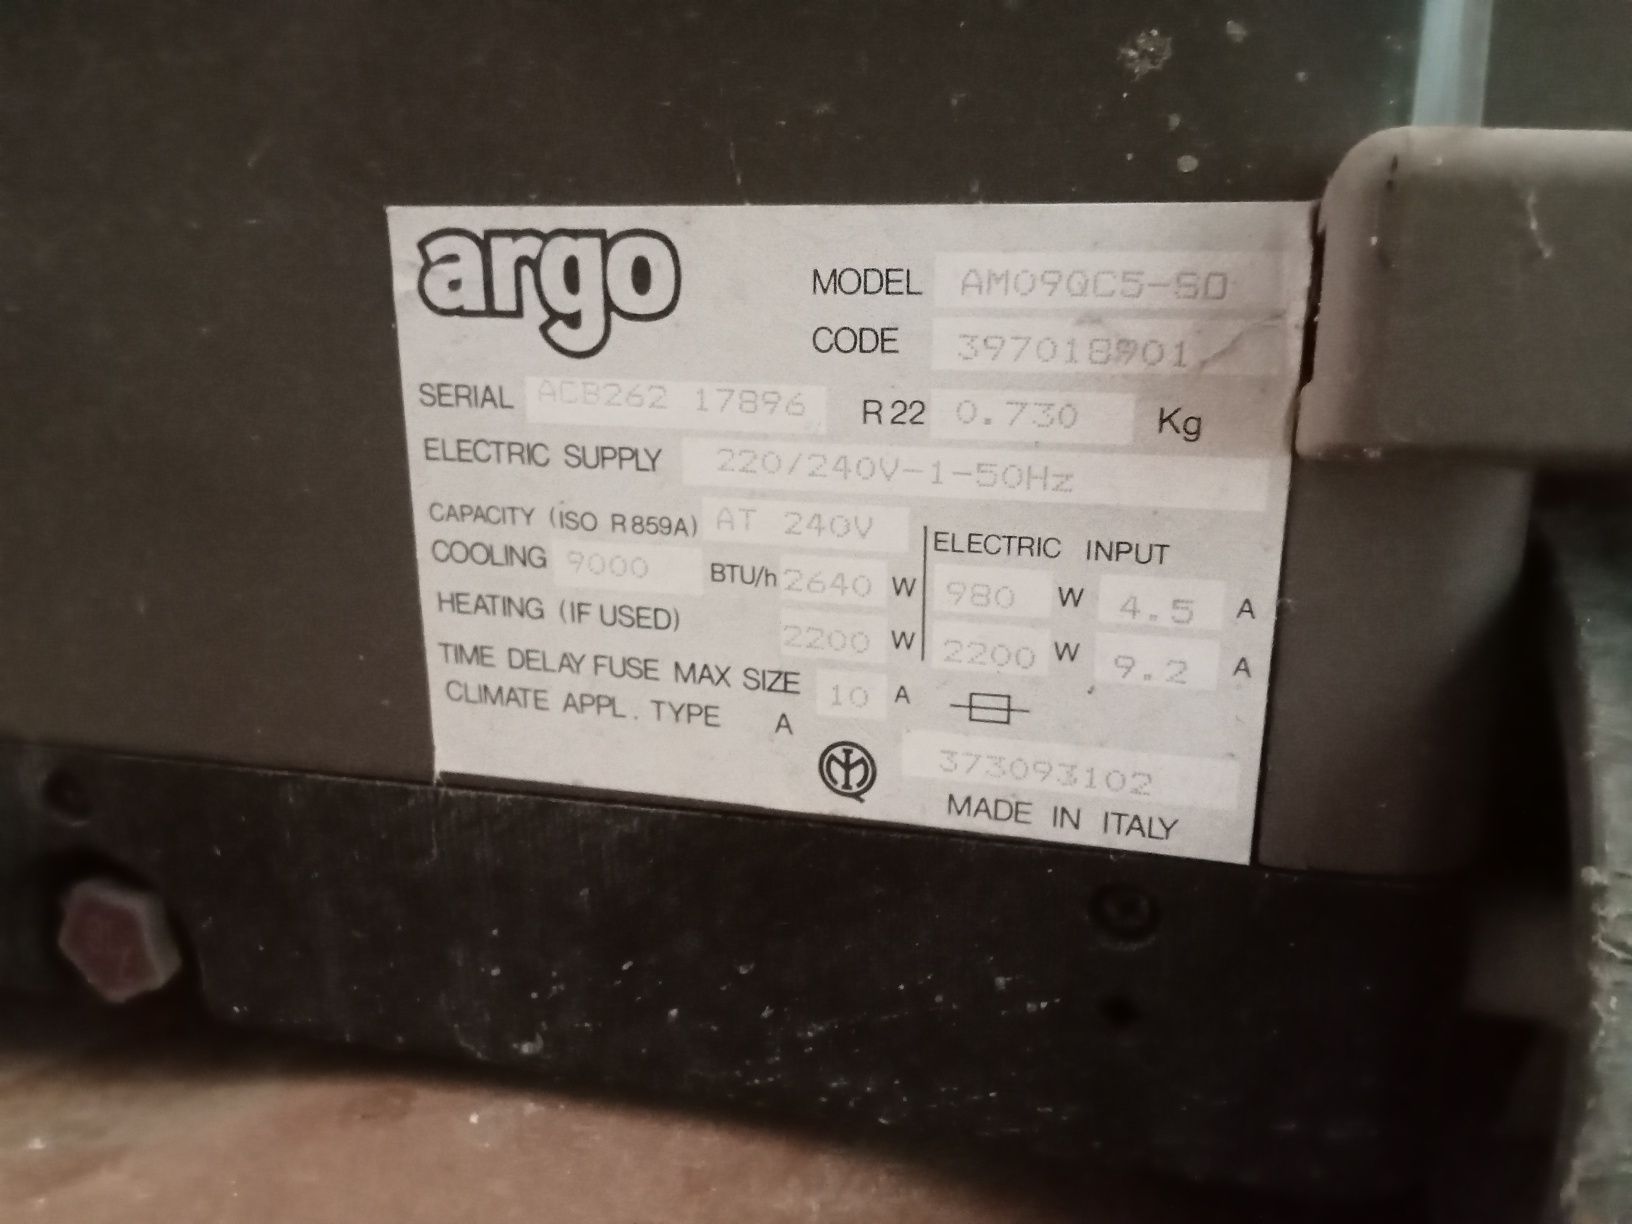 argo
MODEL AM09QC5-SD
CODE 397018901
SERIAL ACB262 17896 R22 0.730 Kg
ELECTRIC SUPPLY 220/240V-1-50Hz
CAPACITY (ISO R859A) AT 240V ELECTRIC INPUT
COOLING 9000 BTU/h 2640 W 980 W 4.5 A
HEATING (IF USED) 2200 W 2200 W 9.2 A
TIME DELAY FUSE MAX SIZE 10 A
CLIMATE APPL. TYPE A
373093102
MADE IN ITALY